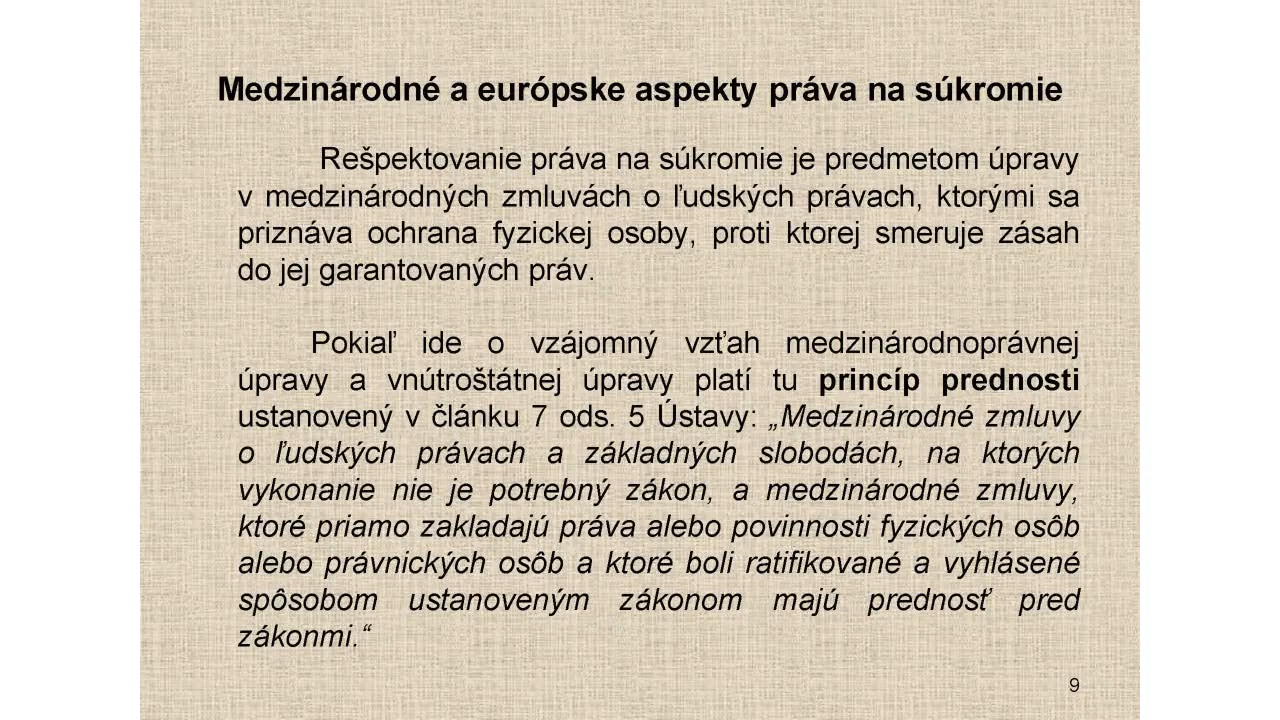 Medzinárodné a európske aspekty práva na súkromie
Rešpektovanie práva na súkromie je predmetom úpravy
v medzinárodných zmluvách o ľudských právach, ktorými sa
priznáva ochrana fyzickej osoby, proti ktorej smeruje zásah
do jej garantovaných práv.
Pokiaľ ide o vzájomný vzťah medzinárodnoprávnej
úpravy a vnútroštátnej úpravy platí tu princíp prednosti
ustanovený v článku 7 ods. 5 Ústavy: „Medzinárodné zmluvy
o ľudských právach a základných slobodách, na ktorých
vykonanie nie je potrebný zákon, a medzinárodné zmluvy,
ktoré priamo zakladajú práva alebo povinnosti fyzických osôb
alebo právnických osôb a ktoré boli ratifikované a vyhlásené
spôsobom ustanoveným zákonom majú prednosť pred
zákonmi.“
9